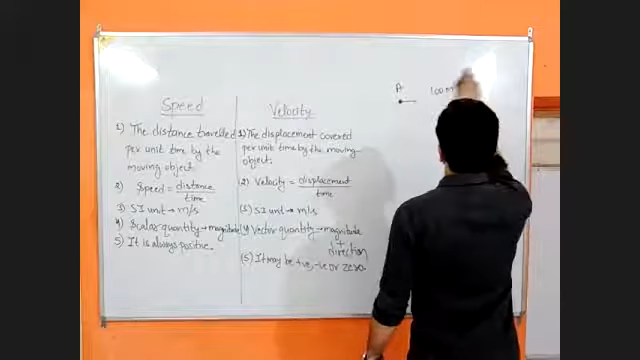 Speed
1) The distance travelled
per unit time by the
moving object.
2) Speed = distance
time
3) SI unit → m/s
4) Scalar quantity → magnitude
5) It is always positive.
Velocity
1) The displacement covered
per unit time by the moving
object.
(2) Velocity = displacement
time
(3) SI unit → m/s
(4) Vector quantity → magnitude
+
direction
(5) It may be +ve, -ve or zero.
A
100m